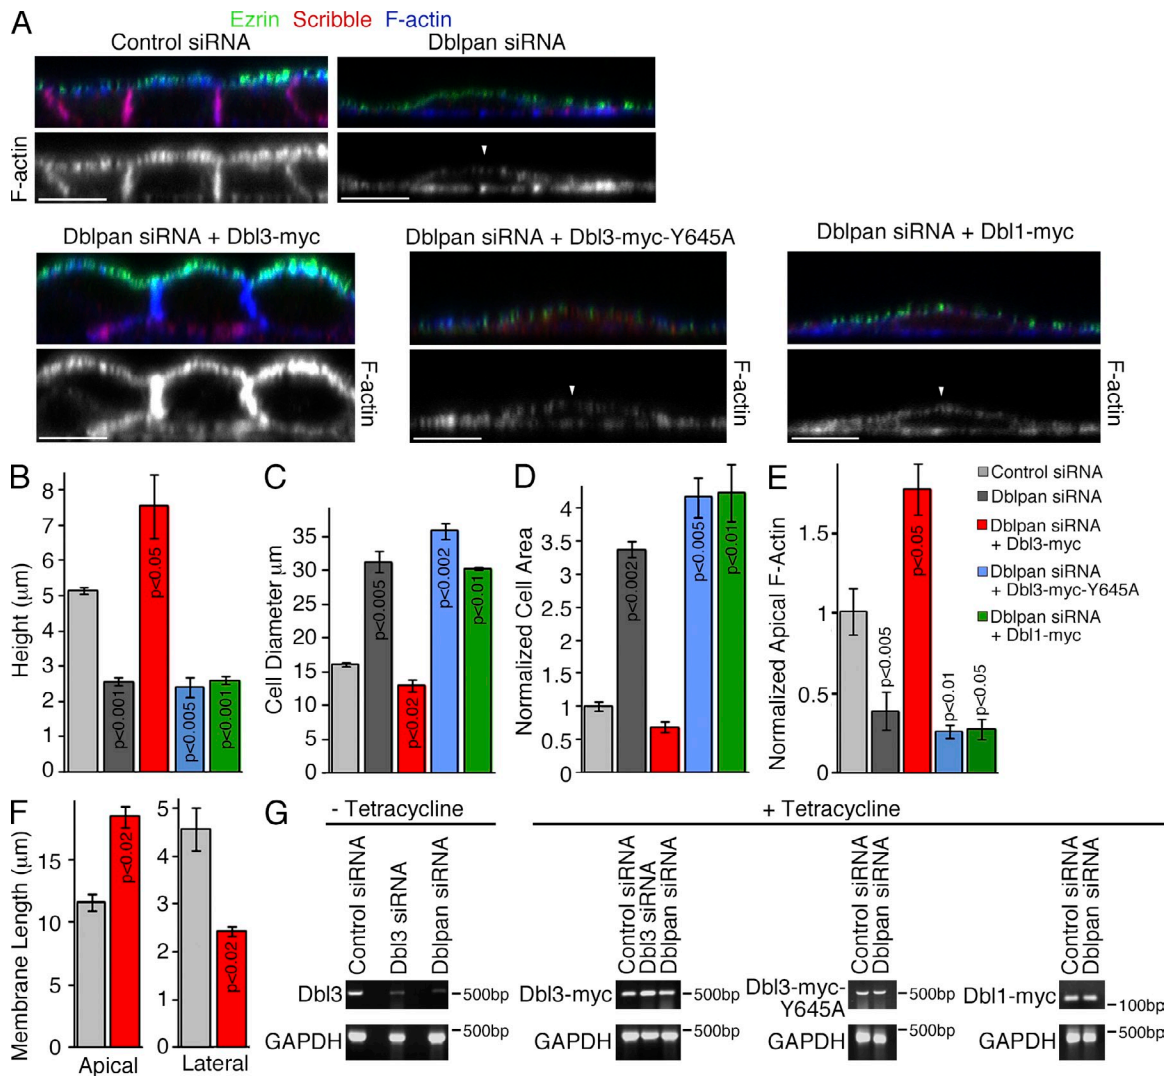 A
Ezrin Scribble F-actin
Control siRNA
Dblpan siRNA
F-actin
Dblpan siRNA + Dbl3-myc
Dblpan siRNA + Dbl3-myc-Y645A
Dblpan siRNA + Dbl1-myc
F-actin
F-actin
F-actin
B
Height (μm)
8
7
6
5
4
3
2
1
0
p<0.001
p<0.05
p<0.005
p<0.001
C
Cell Diameter μm
35
30
25
20
15
10
5
0
p<0.005
p<0.02
p<0.002
p<0.01
D
Normalized Cell Area
4
3.5
3
2.5
2
1.5
1
0.5
0
p<0.002
p<0.005
p<0.01
E
Normalized Apical F-Actin
1.5
1
0.5
0
p<0.005
p<0.05
p<0.01
p<0.05
Control siRNA
Dblpan siRNA
Dblpan siRNA
+ Dbl3-myc
Dblpan siRNA
+ Dbl3-myc-Y645A
Dblpan siRNA
+ Dbl1-myc
F
Membrane Length (μm)
15
10
5
0
p<0.02
Apical
5
4
3
2
1
0
p<0.02
Lateral
G
- Tetracycline
+ Tetracycline
Control siRNA
Dbl3 siRNA
Dblpan siRNA
Control siRNA
Dbl3 siRNA
Dblpan siRNA
Control siRNA
Dblpan siRNA
Control siRNA
Dblpan siRNA
Dbl3
500bp
Dbl3-myc
500bp
Dbl3-myc-
Y645A
500bp
Dbl1-myc
100bp
GAPDH
500bp
GAPDH
500bp
GAPDH
500bp
GAPDH
500bp